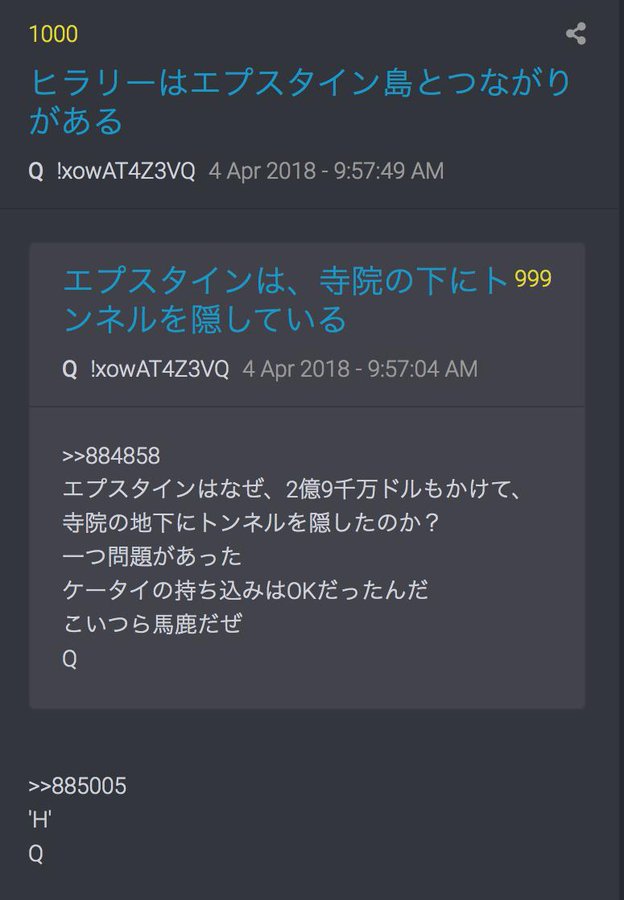 1000
ヒラリーはエプスタイン島とつながり
がある
Q !xowAT4Z3VQ 4 Apr 2018 - 9:57:49 AM
エプスタインは、寺院の下にト 999
ンネルを隠している
Q !xowAT4Z3VQ 4 Apr 2018 - 9:57:04 AM
>>884858
エプスタインはなぜ、2億9千万ドルもかけて、
寺院の地下にトンネルを隠したのか？
一つ問題があった
ケータイの持ち込みはOKだったんだ
こいつら馬鹿だぜ
Q
>>885005
'H'
Q